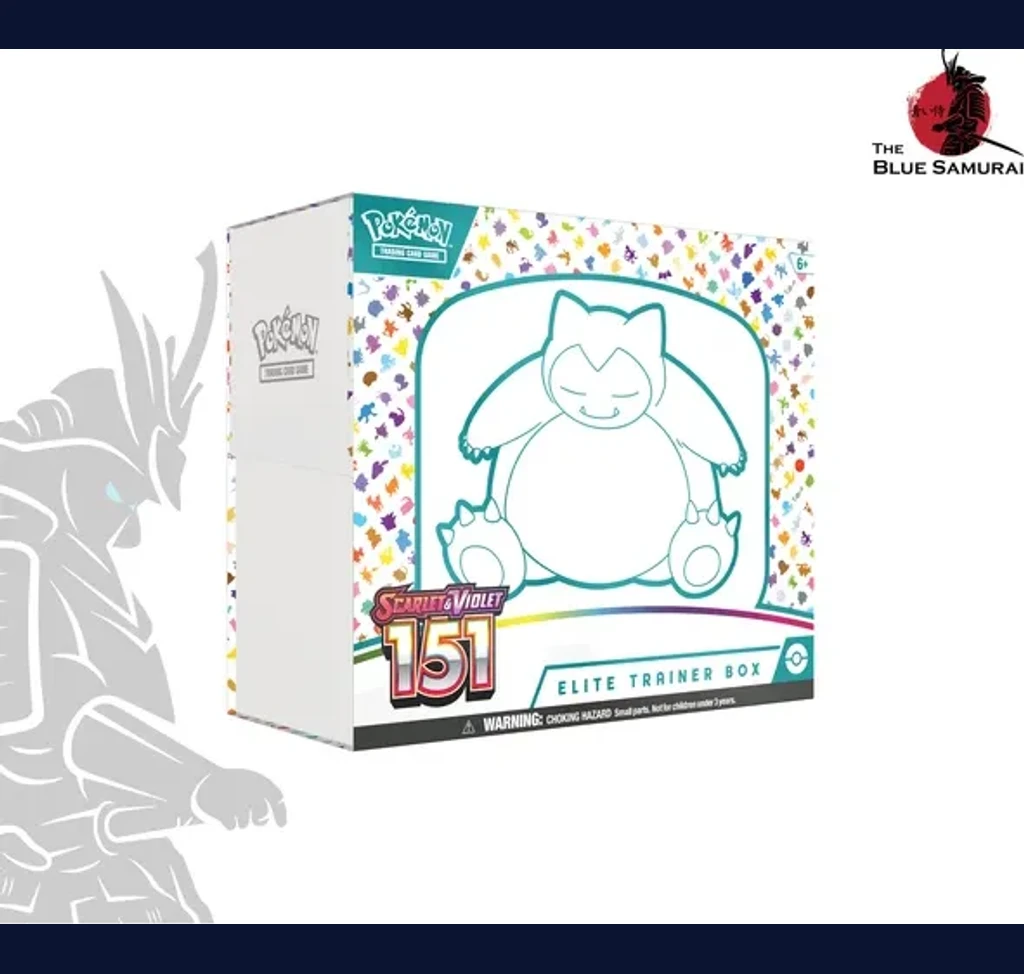 THE
BLUE SAMURAI
POKéMON
TRADING CARD GAME
6+
POKéMON
TRADING CARD GAME
SCARLET & VIOLET
151
ELITE TRAINER BOX
WARNING: CHOKING HAZARD Small parts. Not for children under 3 years.